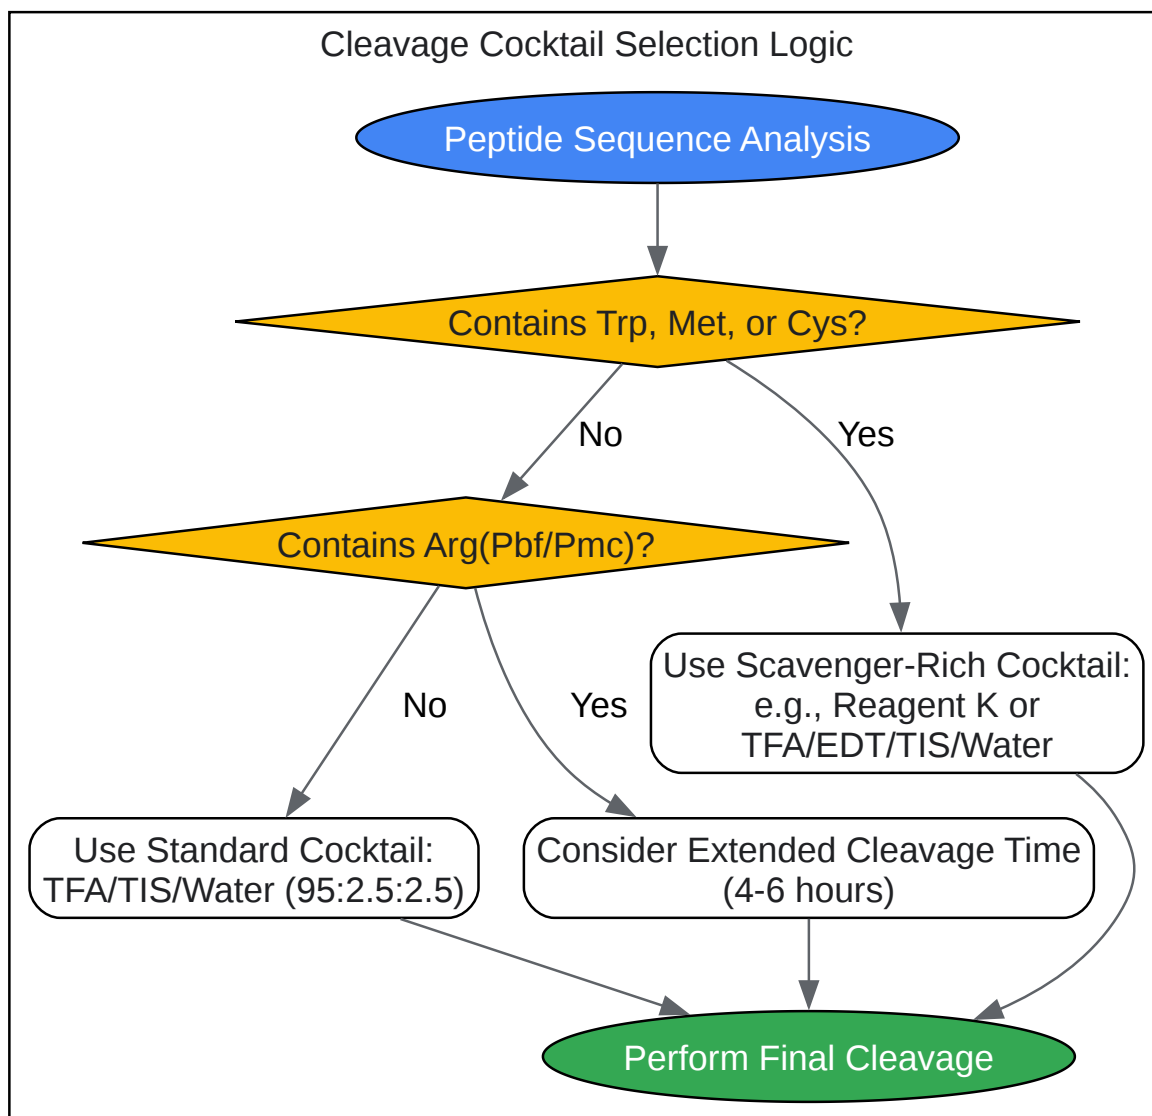 Cleavage Cocktail Selection Logic
Peptide Sequence Analysis
Contains Trp, Met, or Cys?
No
Yes
Contains Arg(Pbf/Pmc)?
Use Scavenger-Rich Cocktail:
e.g., Reagent K or
TFA/EDT/TIS/Water
No
Yes
Use Standard Cocktail:
TFA/TIS/Water (95:2.5:2.5)
Consider Extended Cleavage Time
(4-6 hours)
Perform Final Cleavage